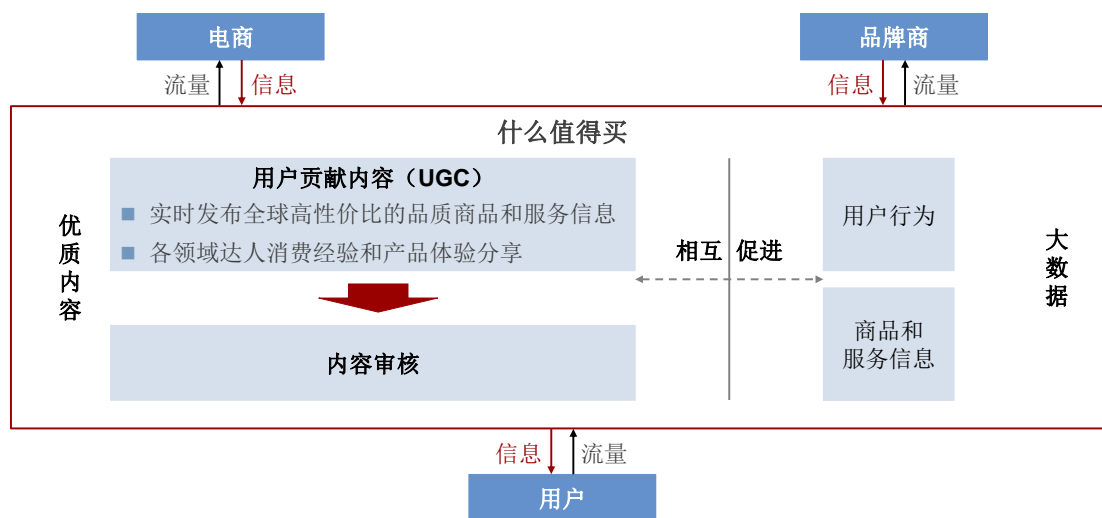 电商
品牌商
流量
信息
信息
流量
什么值得买
优质内容
用户贡献内容（UGC）
实时发布全球高性价比的品质商品和服务信息
各领域达人消费经验和产品体验分享
内容审核
相互
促进
用户行为
商品和
服务信息
大数据
信息
流量
用户